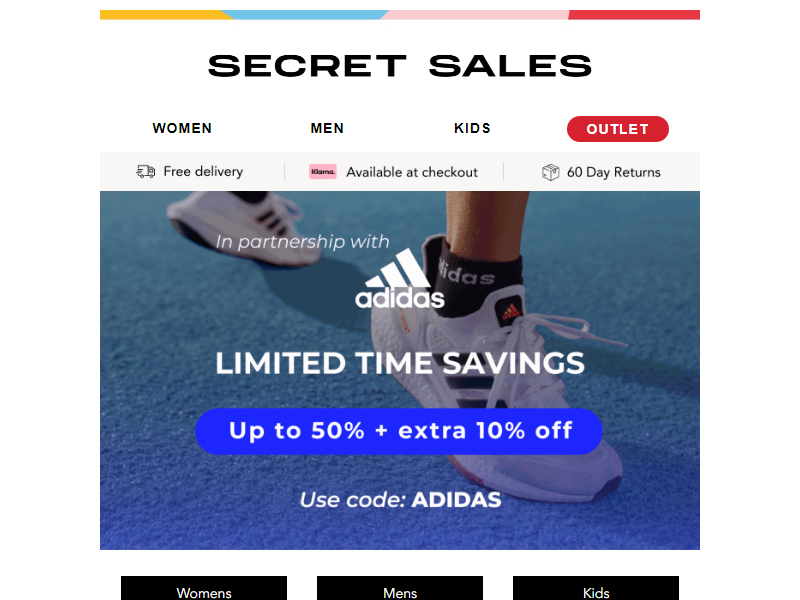 SECRET SALES
WOMEN MEN KIDS OUTLET
Free delivery Klarna. Available at checkout 60 Day Returns
In partnership with
adidas
adidas
LIMITED TIME SAVINGS
Up to 50% + extra 10% off
Use code: ADIDAS
Womens Mens Kids